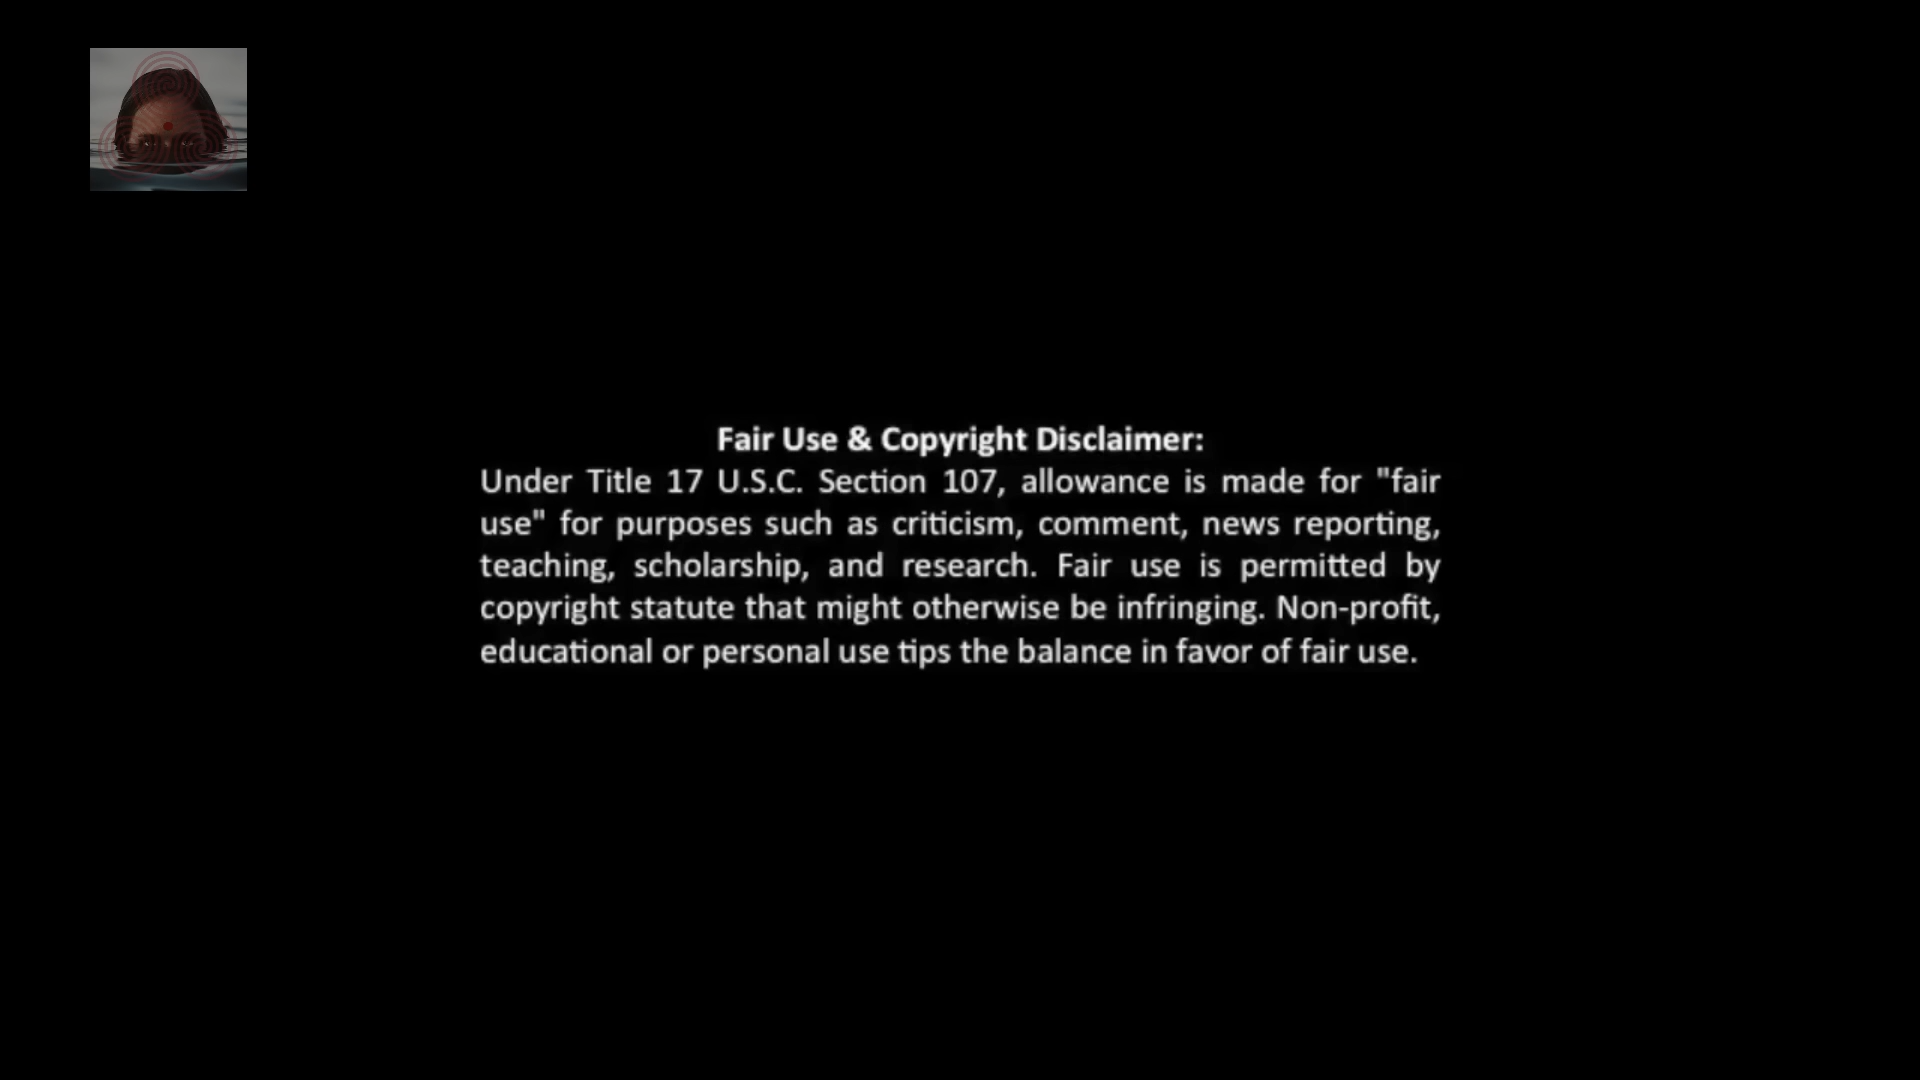 Fair Use & Copyright Disclaimer:
Under Title 17 U.S.C. Section 107, allowance is made for "fair
use" for purposes such as criticism, comment, news reporting,
teaching, scholarship, and research. Fair use is permitted by
copyright statute that might otherwise be infringing. Non-profit,
educational or personal use tips the balance in favor of fair use.